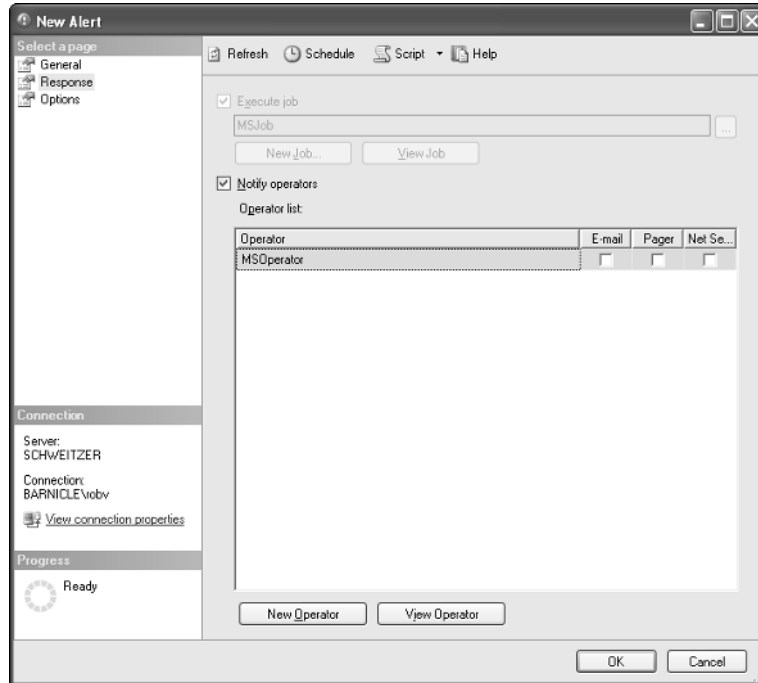 New Alert
Select a page
General
Response
Options
Refresh Schedule Script Help
Execute job
MSJob
...
New Job... View Job
Notify operators
Operator list:
Operator E-mail Pager Net Se...
MSOperator
Connection
Server:
SCHWEITZER
Connection:
BARNICLE\robv
View connection properties
Progress
Ready
New Operator View Operator
OK Cancel